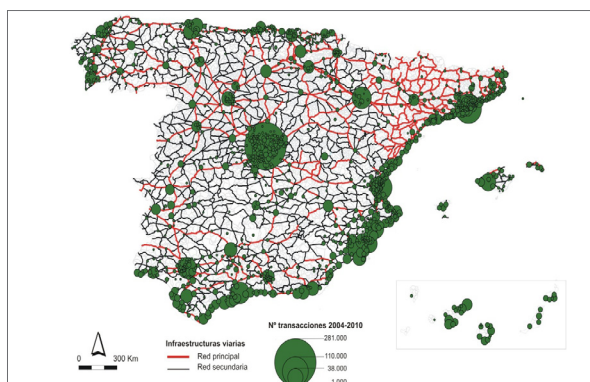 Nº transacciones 2004-2010
281.000
110.000
38.000
1.000
Infraestructuras viarias
Red principal
Red secundaria
0 300 Km